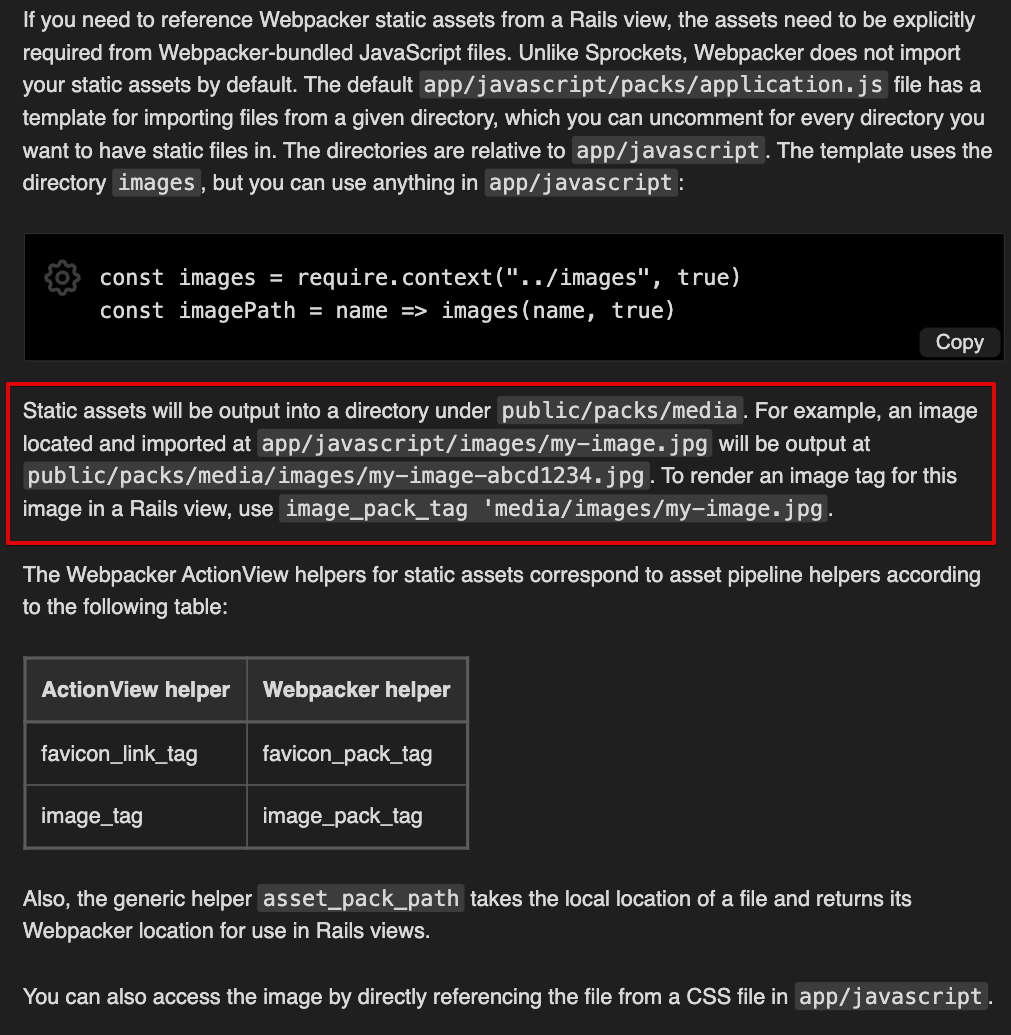 If you need to reference Webpacker static assets from a Rails view, the assets need to be explicitly
required from Webpacker-bundled JavaScript files. Unlike Sprockets, Webpacker does not import
your static assets by default. The default app/javascript/packs/application.js file has a
template for importing files from a given directory, which you can uncomment for every directory you
want to have static files in. The directories are relative to app/javascript. The template uses the
directory images, but you can use anything in app/javascript:
const images = require.context("../images", true)
const imagePath = name => images(name, true)
Copy
Static assets will be output into a directory under public/packs/media. For example, an image
located and imported at app/javascript/images/my-image.jpg will be output at
public/packs/media/images/my-image-abcd1234.jpg. To render an image tag for this
image in a Rails view, use image_pack_tag 'media/images/my-image.jpg.
The Webpacker ActionView helpers for static assets correspond to asset pipeline helpers according
to the following table:
ActionView helper Webpacker helper
favicon_link_tag favicon_pack_tag
image_tag image_pack_tag
Also, the generic helper asset_pack_path takes the local location of a file and returns its
Webpacker location for use in Rails views.
You can also access the image by directly referencing the file from a CSS file in app/javascript.